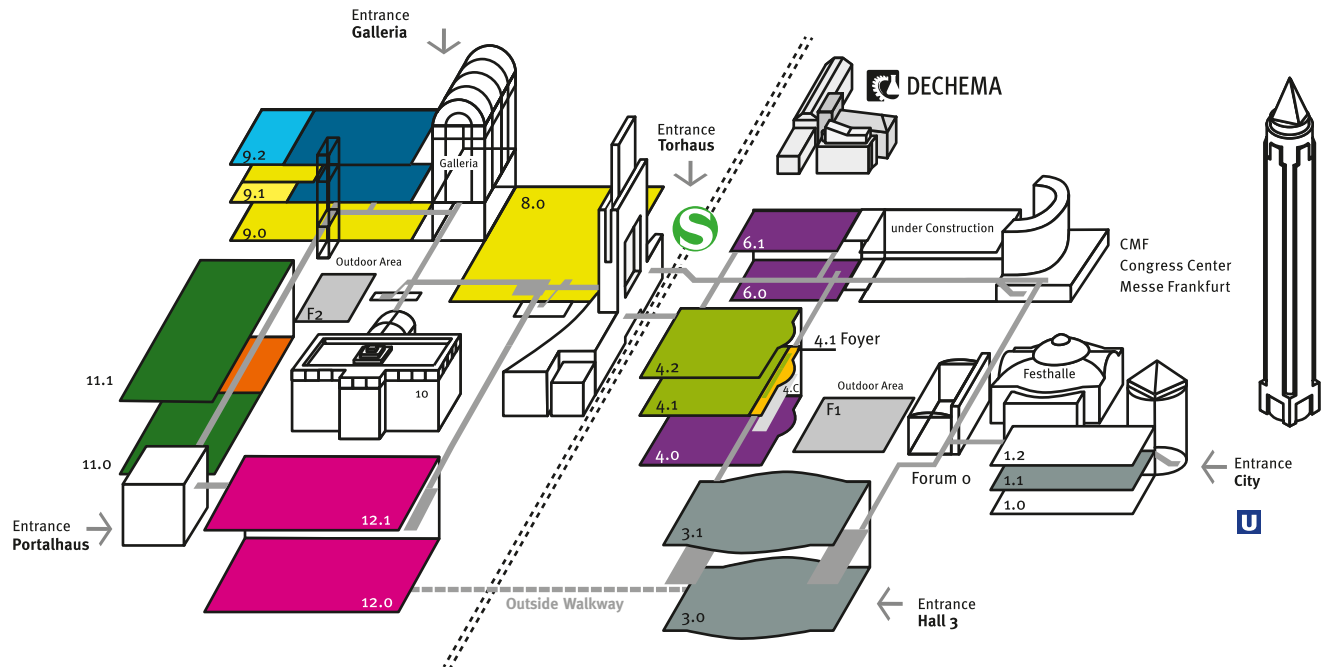 Entrance
Galleria
DECHEMA
Entrance
Torhaus
9.2
Galleria
9.1
8.0
9.0
S
6.1
under Construction
CMF
Congress Center
Messe Frankfurt
Outdoor Area
6.0
F2
4.1 Foyer
4.2
Festhalle
11.1
10
4.C
Outdoor Area
4.1
F1
4.0
1.2
11.0
Forum 0
1.1
Entrance
City
1.0
Entrance
Portalhaus
12.1
3.1
U
12.0
Outside Walkway
3.0
Entrance
Hall 3